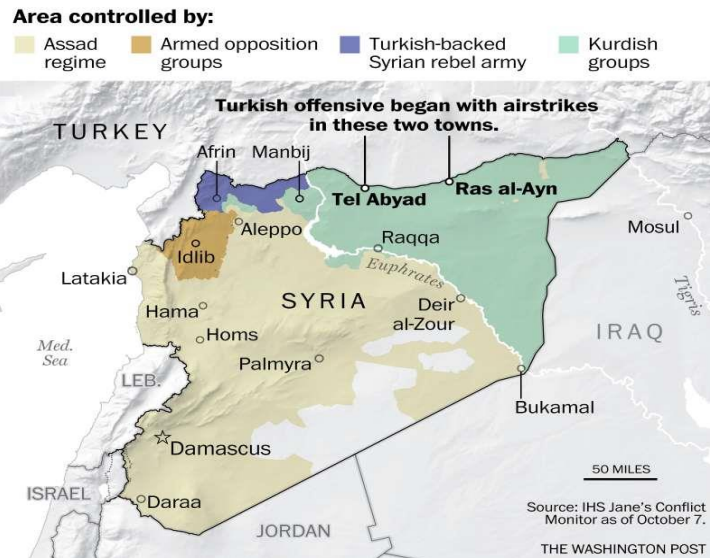 Area controlled by:
Assad
regime
Armed opposition
groups
Turkish-backed
Syrian rebel army
Kurdish
groups
Turkish offensive began with airstrikes
in these two towns.
TURKEY
Afrin
Manbij
Tel Abyad
Ras al-Ayn
Aleppo
Idlib
Raqqa
Mosul
Euphrates
Latakia
SYRIA
Tigris
Hama
Deir
al-Zour
Homs
IRAQ
Med.
Sea
Palmyra
LEB.
Bukamal
Damascus
50 MILES
ISRAEL
Daraa
JORDAN
Source: IHS Jane's Conflict
Monitor as of October 7.
THE WASHINGTON POST